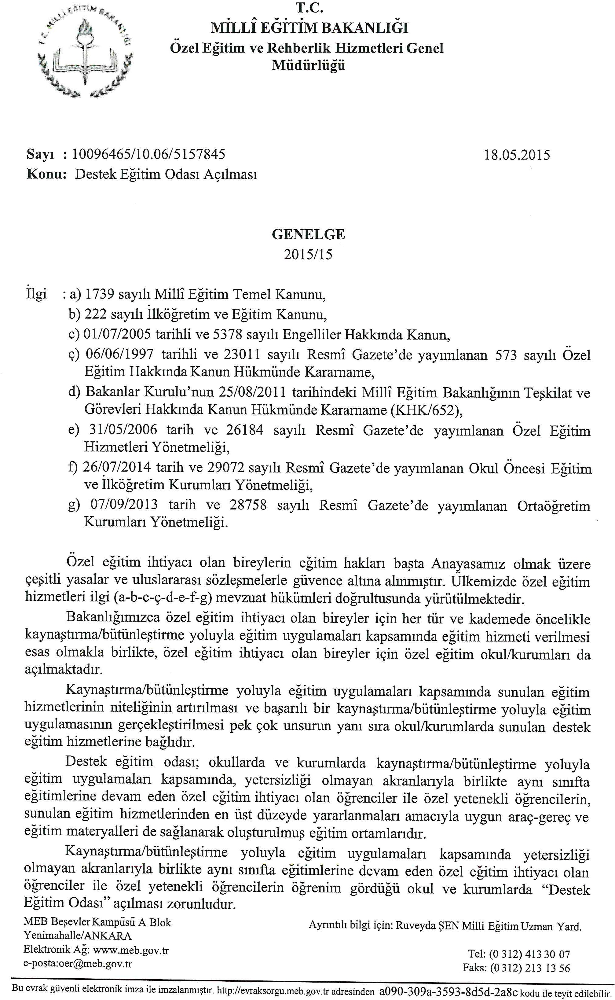 T.C. MİLLİ EĞİTİM BAKANLIĞI
T.C.
MİLLÎ EĞİTİM BAKANLIĞI
Özel Eğitim ve Rehberlik Hizmetleri Genel
Müdürlüğü
Sayı : 10096465/10.06/5157845 18.05.2015
Konu: Destek Eğitim Odası Açılması
GENELGE
2015/15
İlgi : a) 1739 sayılı Millî Eğitim Temel Kanunu,
b) 222 sayılı İlköğretim ve Eğitim Kanunu,
c) 01/07/2005 tarihli ve 5378 sayılı Engelliler Hakkında Kanun,
ç) 06/06/1997 tarihli ve 23011 sayılı Resmî Gazete’de yayımlanan 573 sayılı Özel
Eğitim Hakkında Kanun Hükmünde Kararname,
d) Bakanlar Kurulu’nun 25/08/2011 tarihindeki Millî Eğitim Bakanlığının Teşkilat ve
Görevleri Hakkında Kanun Hükmünde Kararname (KHK/652),
e) 31/05/2006 tarih ve 26184 sayılı Resmî Gazete’de yayımlanan Özel Eğitim
Hizmetleri Yönetmeliği,
f) 26/07/2014 tarih ve 29072 sayılı Resmî Gazete’de yayımlanan Okul Öncesi Eğitim
ve İlköğretim Kurumları Yönetmeliği,
g) 07/09/2013 tarih ve 28758 sayılı Resmî Gazete’de yayımlanan Ortaöğretim
Kurumları Yönetmeliği.
Özel eğitim ihtiyacı olan bireylerin eğitim hakları başta Anayasamız olmak üzere
çeşitli yasalar ve uluslararası sözleşmelerle güvence altına alınmıştır. Ülkemizde özel eğitim
hizmetleri ilgi (a-b-c-ç-d-e-f-g) mevzuat hükümleri doğrultusunda yürütülmektedir.
Bakanlığımızca özel eğitim ihtiyacı olan bireyler için her tür ve kademede öncelikle
kaynaştırma/bütünleştirme yoluyla eğitim uygulamaları kapsamında eğitim hizmeti verilmesi
esas olmakla birlikte, özel eğitim ihtiyacı olan bireyler için özel eğitim okul/kurumları da
açılmaktadır.
Kaynaştırma/bütünleştirme yoluyla eğitim uygulamaları kapsamında sunulan eğitim
hizmetlerinin niteliğinin artırılması ve başarılı bir kaynaştırma/bütünleştirme yoluyla eğitim
uygulamasının gerçekleştirilmesi pek çok unsurun yanı sıra okul/kurumlarda sunulan destek
eğitim hizmetlerine bağlıdır.
Destek eğitim odası; okullarda ve kurumlarda kaynaştırma/bütünleştirme yoluyla
eğitim uygulamaları kapsamında, yetersizliği olmayan akranlarıyla birlikte aynı sınıfta
eğitimlerine devam eden özel eğitim ihtiyacı olan öğrenciler ile özel yetenekli öğrencilerin,
sunulan eğitim hizmetlerinden en üst düzeyde yararlanmaları amacıyla uygun araç-gereç ve
eğitim materyalleri de sağlanarak oluşturulmuş eğitim ortamlarıdır.
Kaynaştırma/bütünleştirme yoluyla eğitim uygulamaları kapsamında yetersizliği
olmayan akranlarıyla birlikte aynı sınıfta eğitimlerine devam eden özel eğitim ihtiyacı olan
öğrenciler ile özel yetenekli öğrencilerin öğrenim gördüğü okul ve kurumlarda “Destek
Eğitim Odası” açılması zorunludur.
MEB Beşevler Kampüsü A Blok
Yenimahalle/ANKARA
Elektronik Ağ: www.meb.gov.tr
e-posta:oer@meb.gov.tr
Ayrıntılı bilgi için: Ruveyda ŞEN Milli Eğitim Uzman Yard.
Tel: (0 312) 413 30 07
Faks: (0 312) 213 13 56
Bu evrak güvenli elektronik imza ile imzalanmıştır. http://evraksorgu.meb.gov.tr adresinden a090-309a-3593-8d5d-2a8c kodu ile teyit edilebilir.